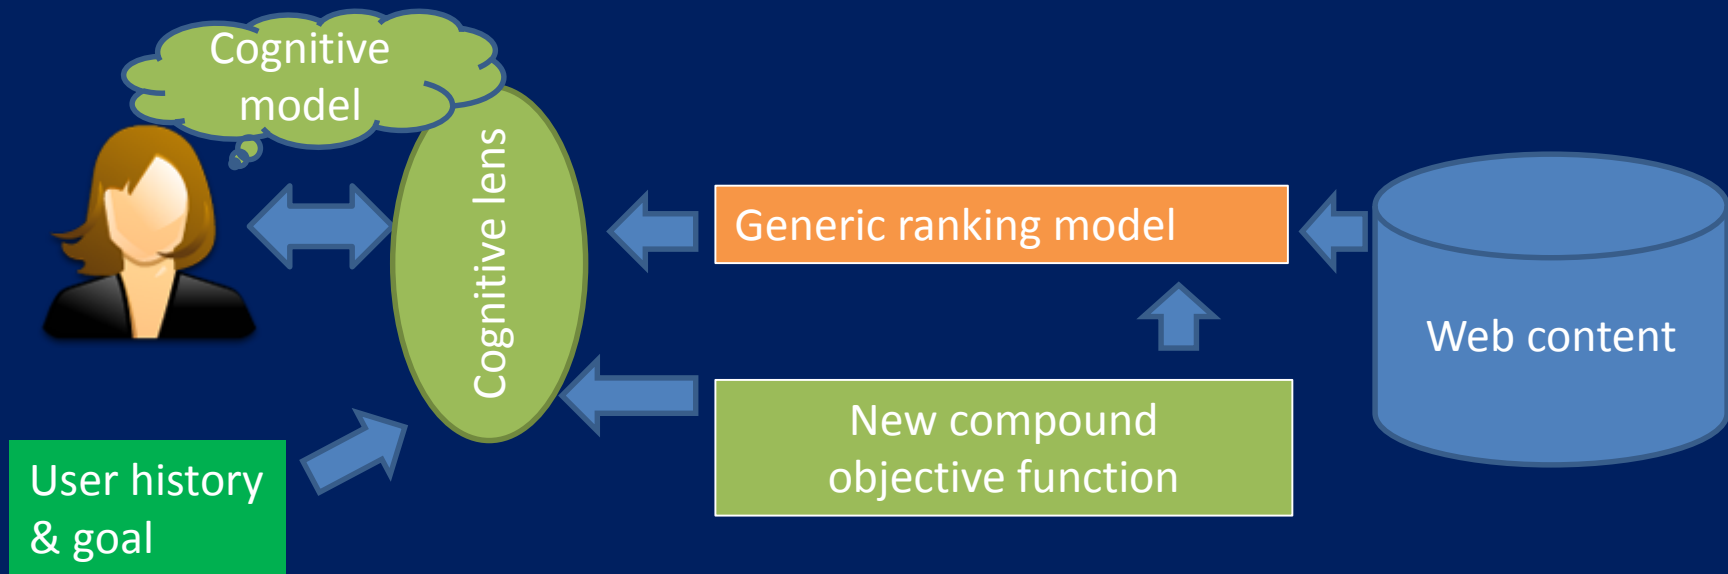 Cognitive
model
Cognitive lens
Generic ranking model
Web content
New compound
objective function
User history
& goal